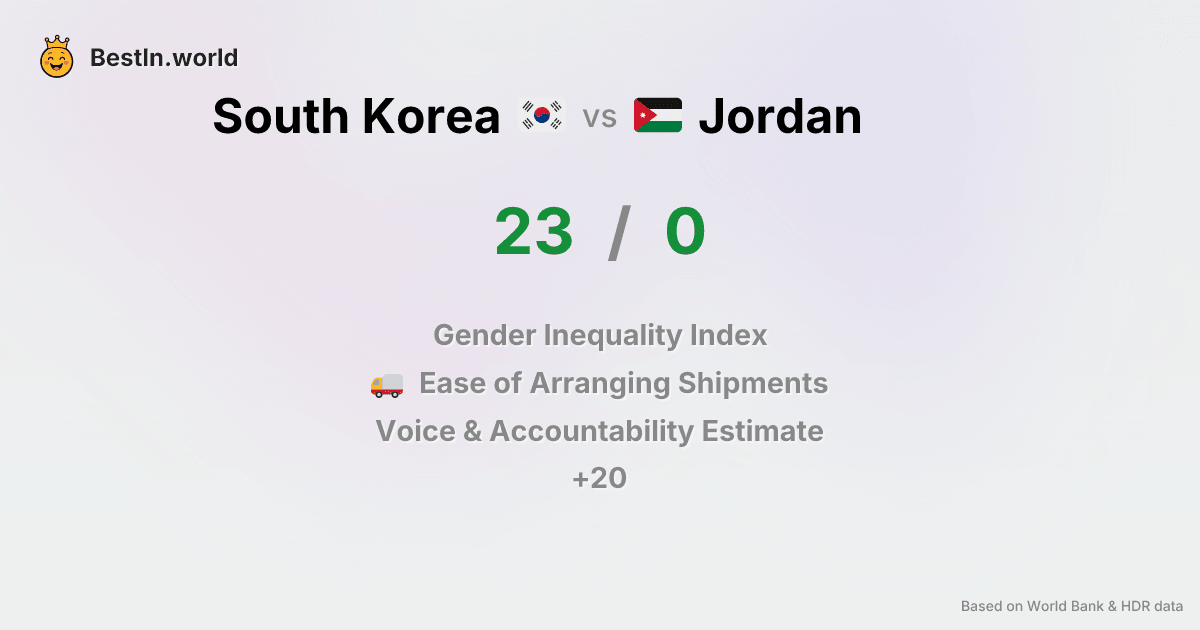 BestIn.world
South Korea vs Jordan
23 / 0
Gender Inequality Index
Ease of Arranging Shipments
Voice & Accountability Estimate
+20
Based on World Bank & HDR data